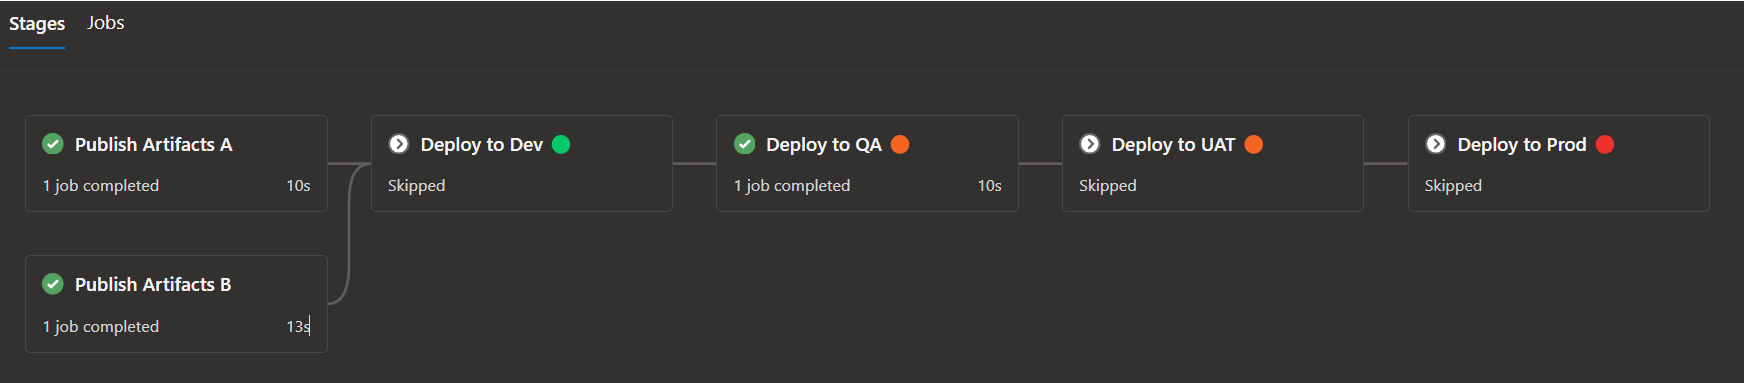 Stages Jobs
Publish Artifacts A
1 job completed 10s
Deploy to Dev
Skipped
Deploy to QA
1 job completed 10s
Deploy to UAT
Skipped
Deploy to Prod
Skipped
Publish Artifacts B
1 job completed 13s